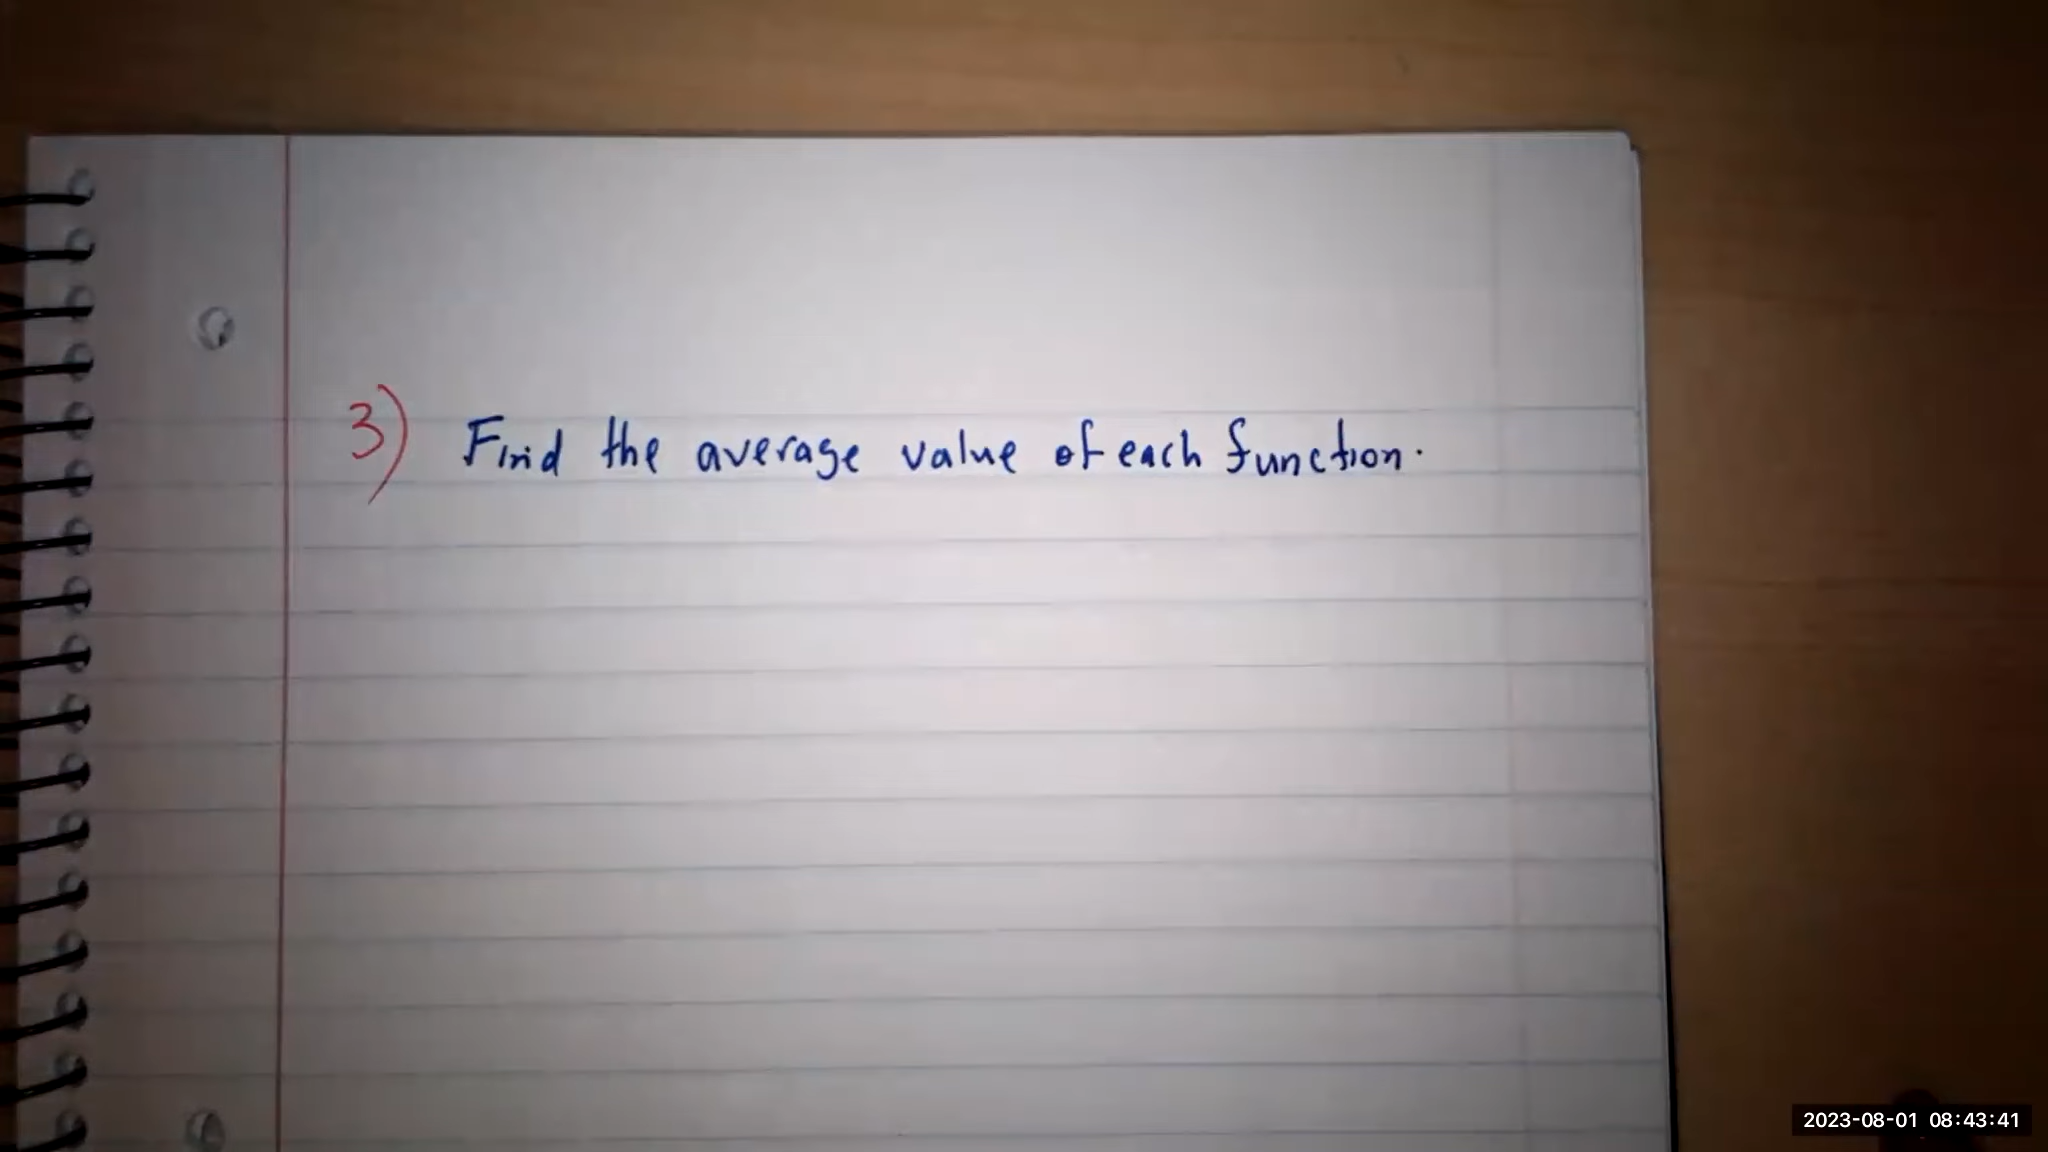 3) Find the average value of each function.
2023-08-01 08:43:41